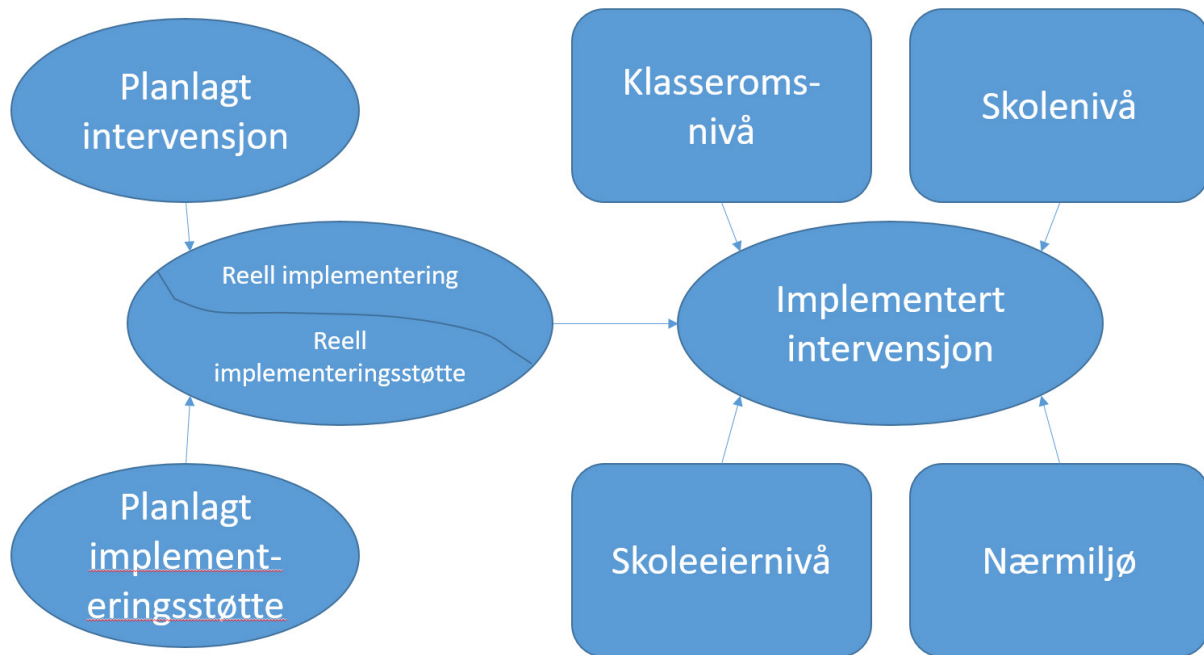 Planlagt
intervensjon
Klasseroms-
nivå
Skolenivå
Reell implementering
Reell
implementeringsstøtte
Implementert
intervensjon
Planlagt
implement-
eringsstøtte
Skoleeiernivå
Nærmiljø